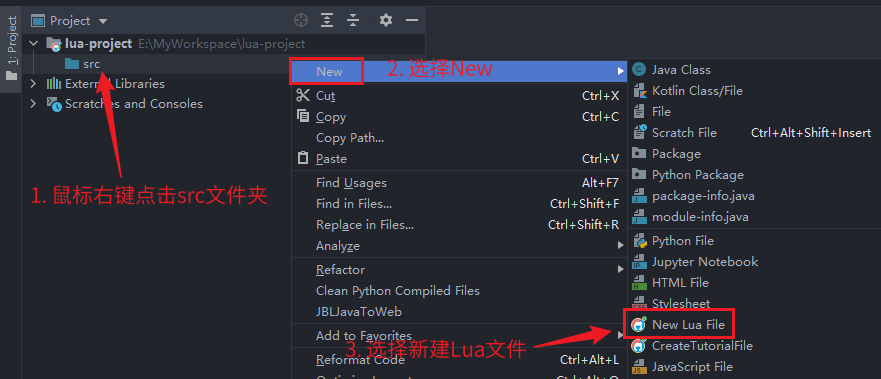 1: Project
Project
lua-project E:\MyWorkspace\lua-project
src
External Libraries
Scratches and Consoles
1. 鼠标右键点击src文件夹
New
2. 选择New
Cut Ctrl+X
Copy Ctrl+C
Copy Path...
Paste Ctrl+V
Find Usages Alt+F7
Find in Files... Ctrl+Shift+F
Replace in Files... Ctrl+Shift+R
Analyze
Refactor
Clean Python Compiled Files
JBLJavaToWeb
Add to Favorites
3. 选择新建Lua文件
Reformat Code Ctrl+Alt+L
Java Class
Kotlin Class/File
File
Scratch File Ctrl+Alt+Shift+Insert
Package
Python Package
package-info.java
module-info.java
Python File
Jupyter Notebook
HTML File
Stylesheet
New Lua File
CreateTutorialFile
JavaScript File